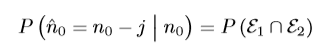 P ( n̂₀ = n₀ − j | n₀ ) = P ( ℰ₁ ∩ ℰ₂ )